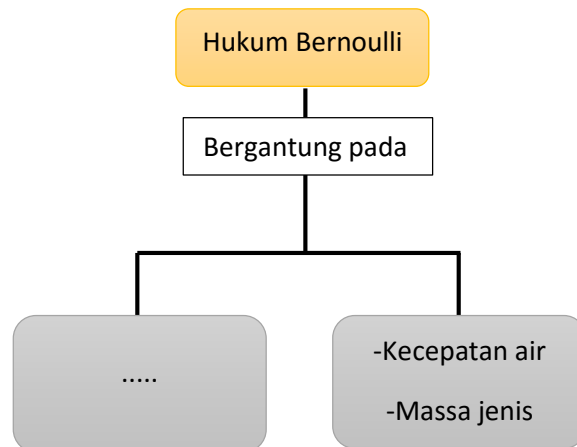 Hukum Bernoulli
Bergantung pada
.....
-Kecepatan air
-Massa jenis